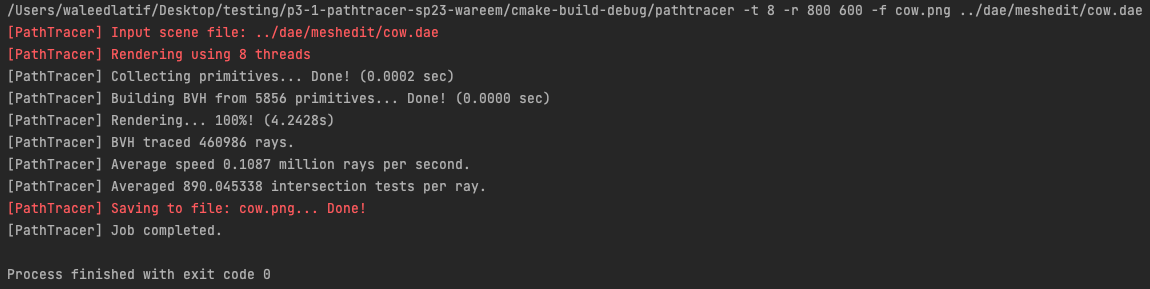 /Users/waleedlatif/Desktop/testing/p3-1-pathtracer-sp23-wareem/cmake-build-debug/pathtracer -t 8 -r 800 600 -f cow.png ../dae/meshedit/cow.dae
[PathTracer] Input scene file: ../dae/meshedit/cow.dae
[PathTracer] Rendering using 8 threads
[PathTracer] Collecting primitives... Done! (0.0002 sec)
[PathTracer] Building BVH from 5856 primitives... Done! (0.0000 sec)
[PathTracer] Rendering... 100%! (4.2428s)
[PathTracer] BVH traced 460986 rays.
[PathTracer] Average speed 0.1087 million rays per second.
[PathTracer] Averaged 890.045338 intersection tests per ray.
[PathTracer] Saving to file: cow.png... Done!
[PathTracer] Job completed.
Process finished with exit code 0